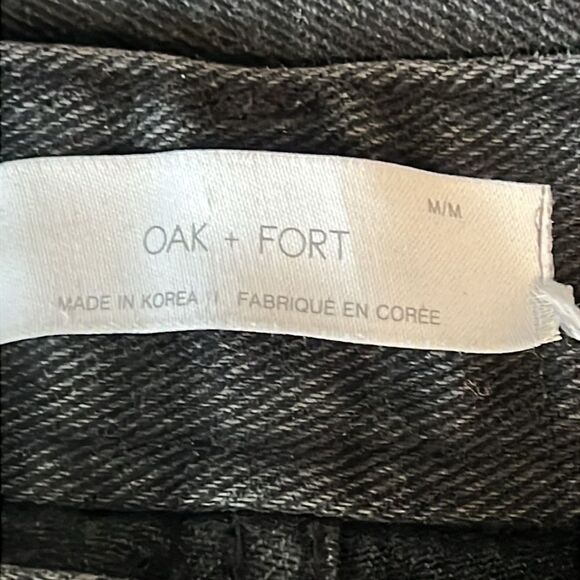 M/M
OAK + FORT
MADE IN KOREA | FABRIQUÉ EN CORÉE